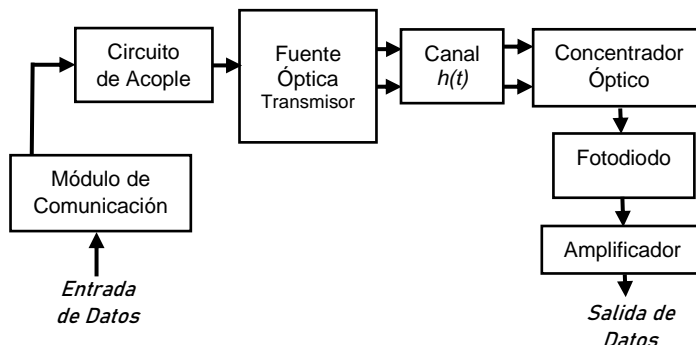 Circuito
de Acople
Fuente
Óptica
Transmisor
Canal
h(t)
Concentrador
Óptico
Módulo de
Comunicación
Fotodiodo
Amplificador
Entrada
de Datos
Salida de
Datos